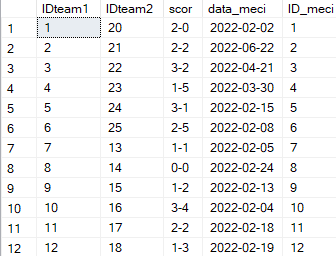 IDteam1 IDteam2 scor data_meci ID_meci
1 1 20 2-0 2022-02-02 1
2 2 21 2-2 2022-06-22 2
3 3 22 3-2 2022-04-21 3
4 4 23 1-5 2022-03-30 4
5 5 24 3-1 2022-02-15 5
6 6 25 2-5 2022-02-08 6
7 7 13 1-1 2022-02-05 7
8 8 14 0-0 2022-02-24 8
9 9 15 1-2 2022-02-13 9
10 10 16 3-4 2022-02-04 10
11 11 17 2-2 2022-02-18 11
12 12 18 1-3 2022-02-19 12